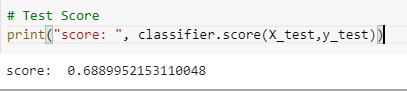 # Test Score
print("score: ", classifier.score(X_test,y_test))
score:  0.6889952153110048